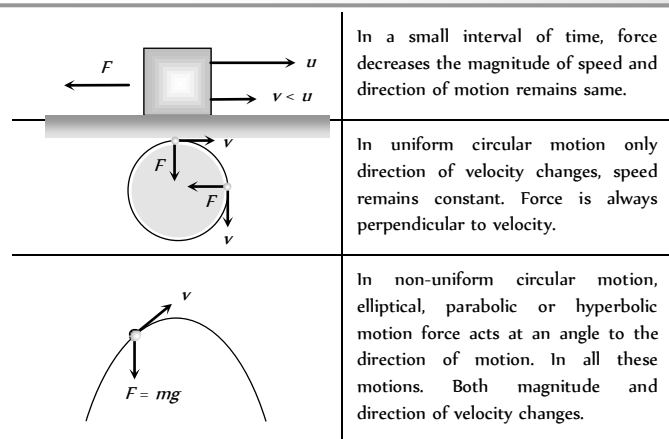 F
u
v < u
In a small interval of time, force
decreases the magnitude of speed and
direction of motion remains same.
v
F
F
v
In uniform circular motion only
direction of velocity changes, speed
remains constant. Force is always
perpendicular to velocity.
v
F = mg
In non-uniform circular motion,
elliptical, parabolic or hyperbolic
motion force acts at an angle to the
direction of motion. In all these
motions. Both magnitude and
direction of velocity changes.